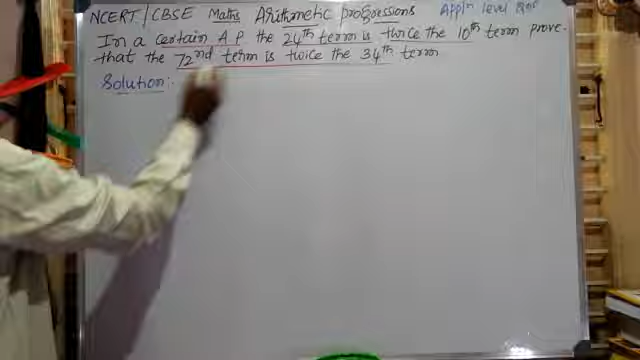 NCERT/CBSE Maths Arithmetic progressions Appln level Qn
In a certain A P the 24th term is twice the 10th term prove
that the 72nd term is twice the 34th term
Solution:-